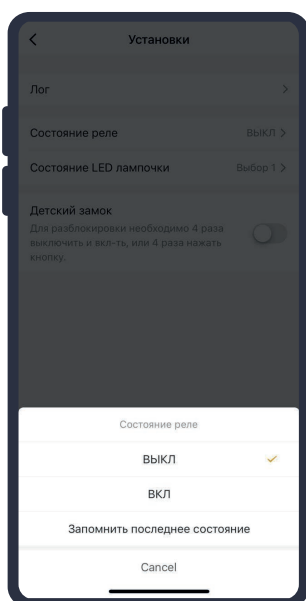 Установки
Лог
Состояние реле ВЫКЛ
Состояние LED лампочки Выбор 1
Детский замок
Для разблокировки необходимо 4 раза
выключить и вкл-ть, или 4 раза нажать
кнопку.
Состояние реле
ВЫКЛ
ВКЛ
Запомнить последнее состояние
Cancel